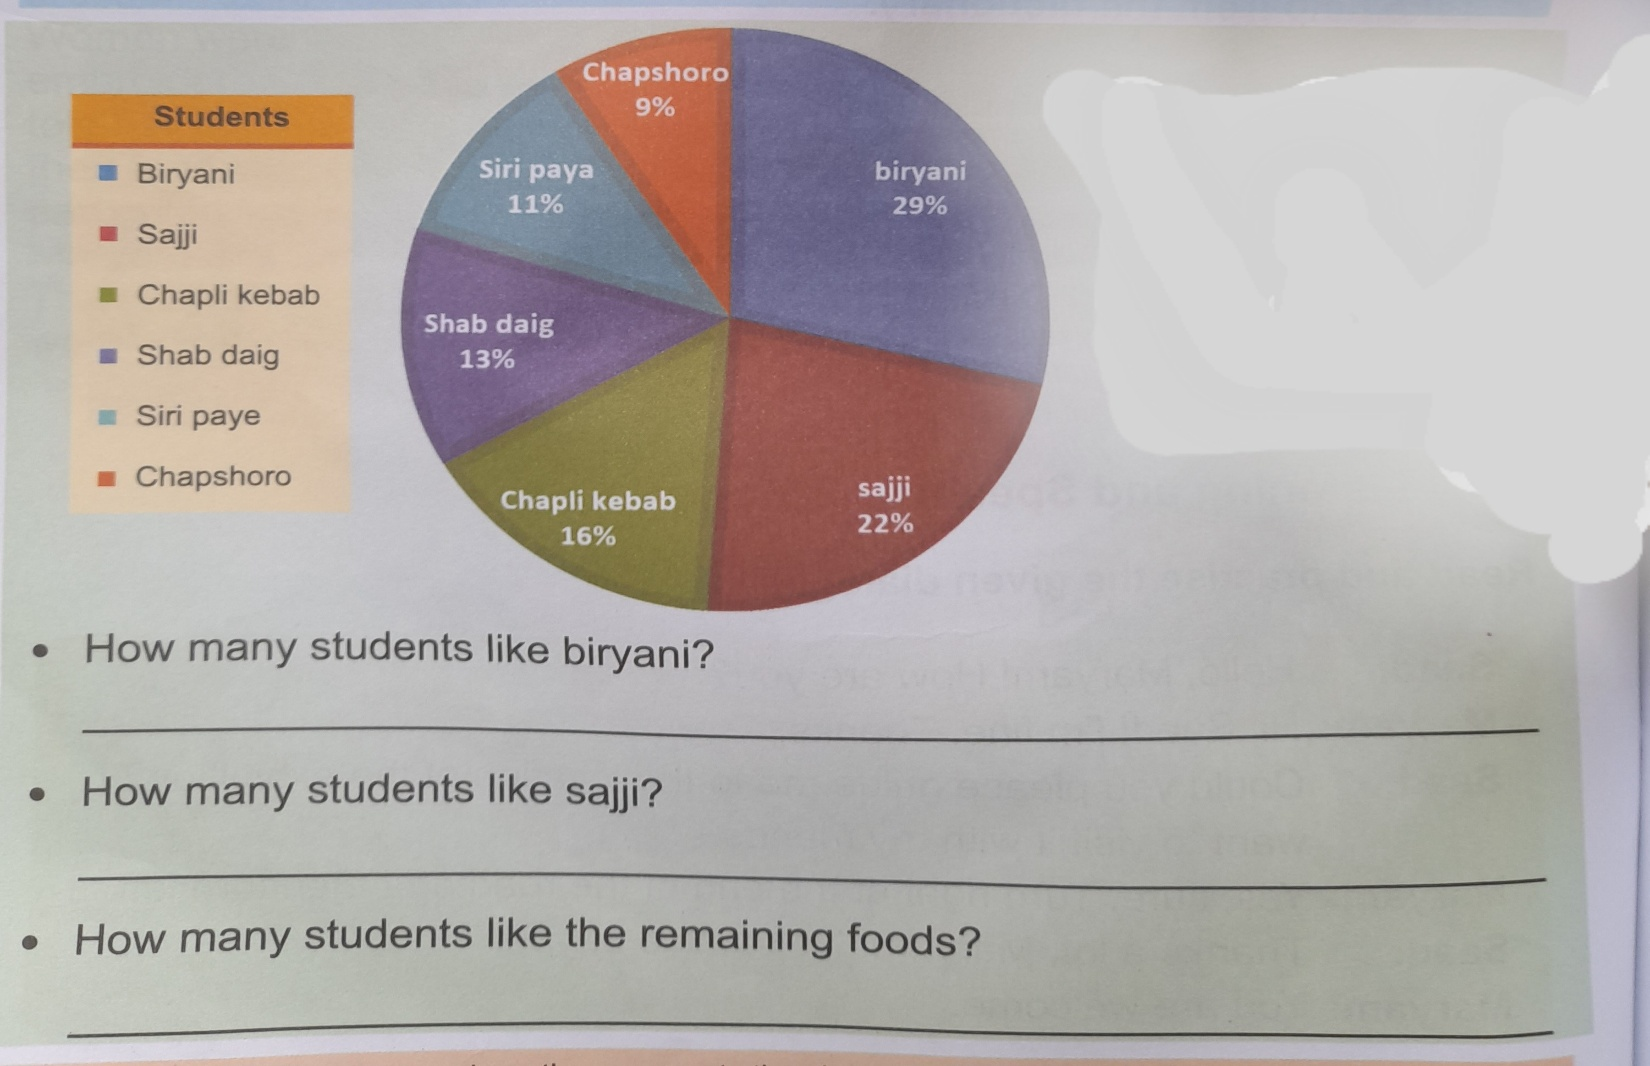 Students
Biryani
Sajji
Chapli kebab
Shab daig
Siri paye
Chapshoro
Chapshoro
9%
biryani
29%
Siri paya
11%
Shab daig
13%
Chapli kebab
16%
sajji
22%
• How many students like biryani?
• How many students like sajji?
• How many students like the remaining foods?